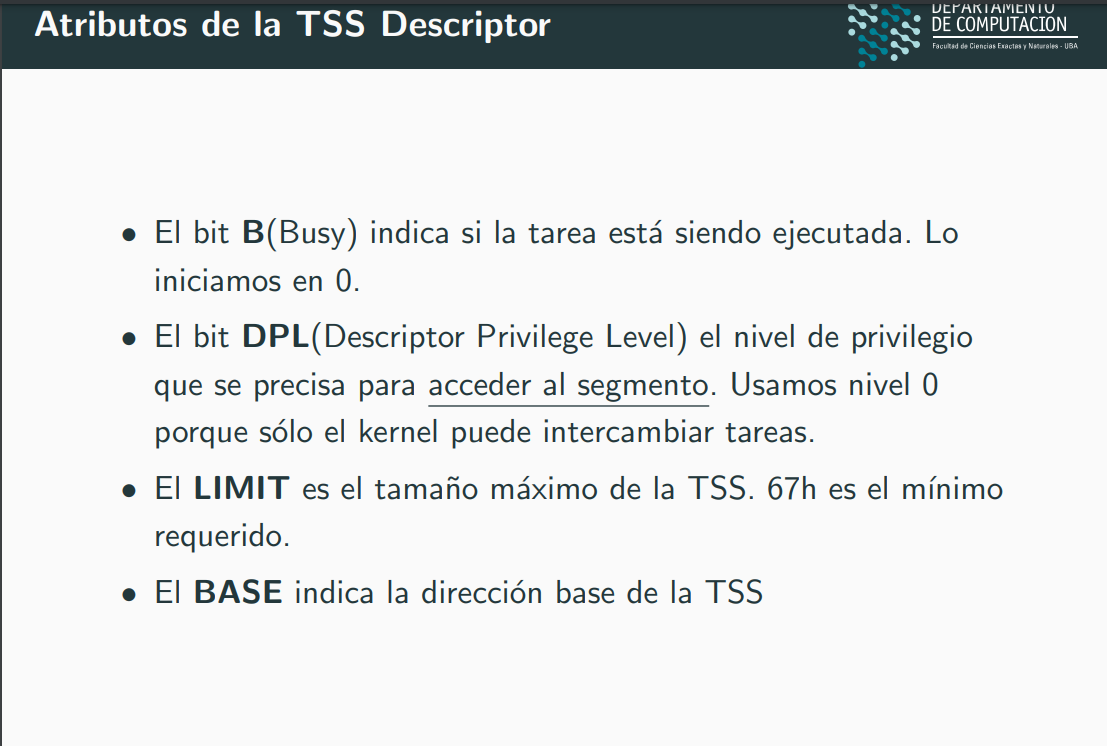 Atributos de la TSS Descriptor
DEPARTAMENTO
DE COMPUTACION
Facultad de Ciencias Exactas y Naturales - UBA
• El bit B(Busy) indica si la tarea está siendo ejecutada. Lo
iniciamos en 0.
• El bit DPL(Descriptor Privilege Level) el nivel de privilegio
que se precisa para acceder al segmento. Usamos nivel 0
porque sólo el kernel puede intercambiar tareas.
• El LIMIT es el tamaño máximo de la TSS. 67h es el mínimo
requerido.
• El BASE indica la dirección base de la TSS